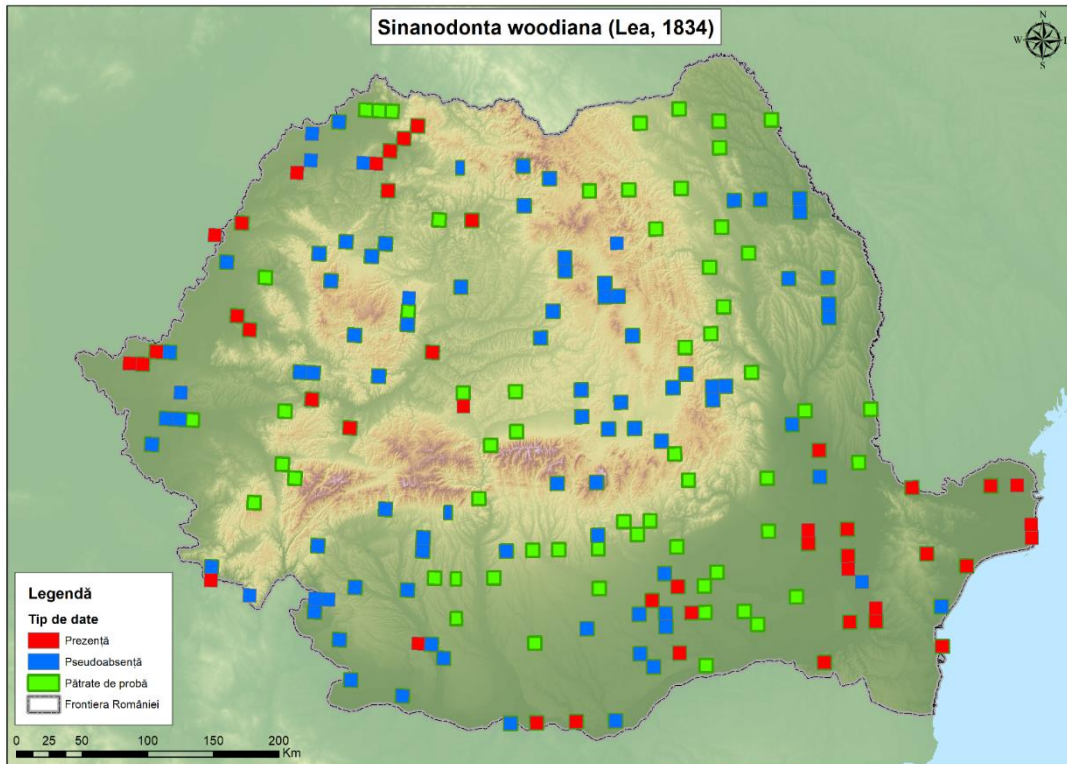 Sinanodonta woodiana (Lea, 1834)
N
W E
S
Legendă
Tip de date
Prezență
Pseudoabsență
Pătrate de probă
Frontiera României
0 25 50 100 150 200
Km